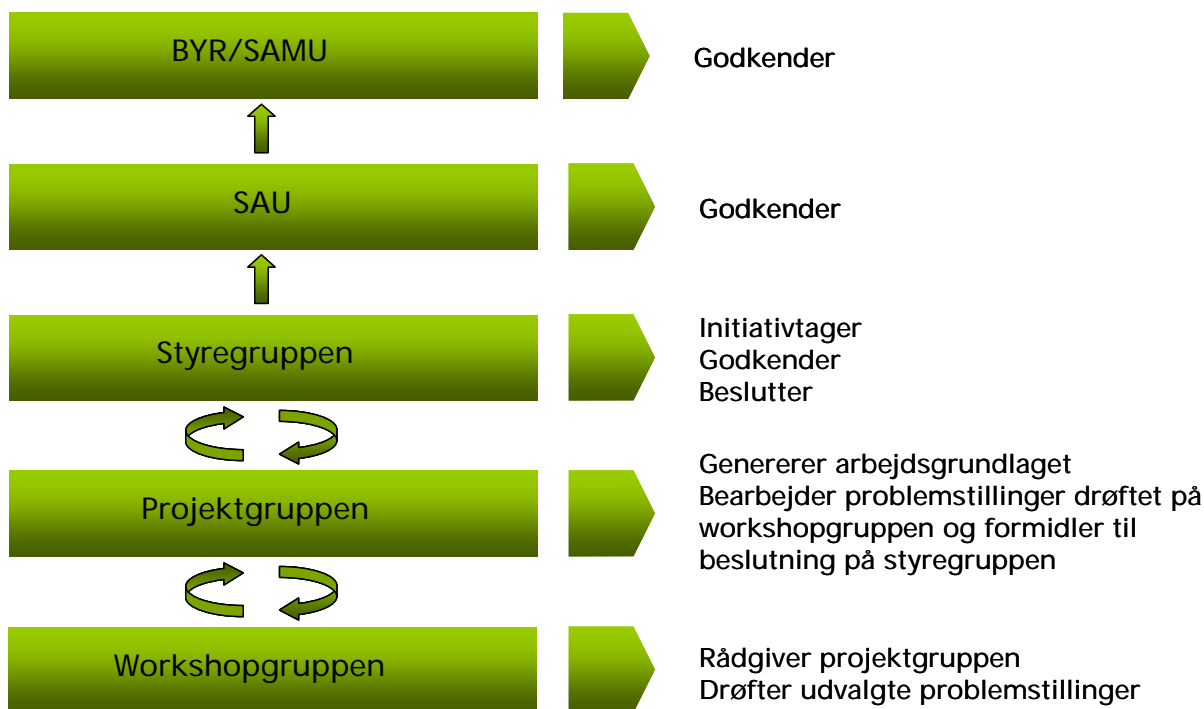 BYR/SAMU
Godkender
SAU
Godkender
Styregruppen
Initiativtager
Godkender
Beslutter
Projektgruppen
Genererer arbejdsgrundlaget
Bearbejder problemstillinger drøftet på
workshopgruppen og formidler til
beslutning på styregruppen
Workshopgruppen
Rådgiver projektgruppen
Drøfter udvalgte problemstillinger